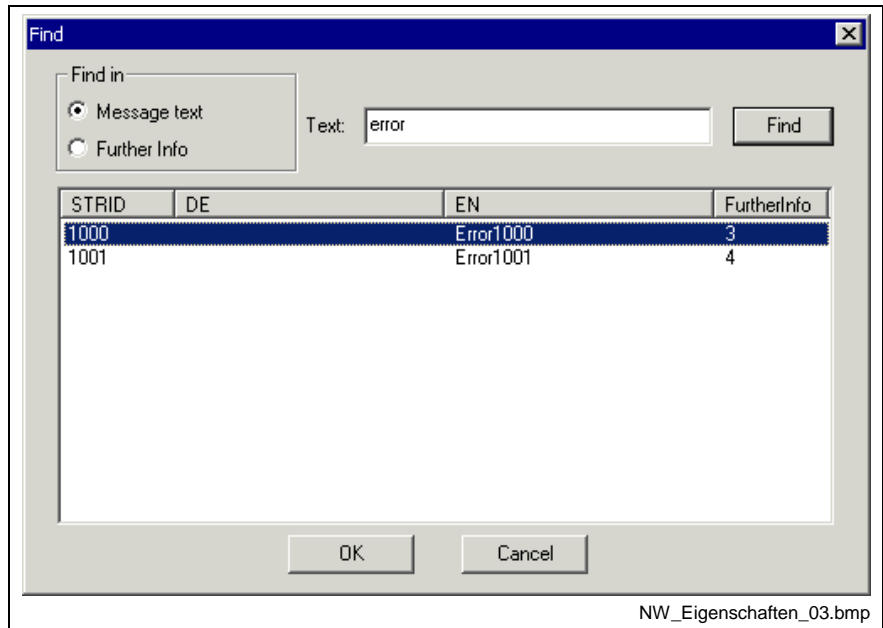 Find
Find in
Message text
Further Info
Text: error
Find
STRID DE EN FurtherInfo
1000 Error1000 3
1001 Error1001 4
OK Cancel
NW_Eigenschaften_03.bmp